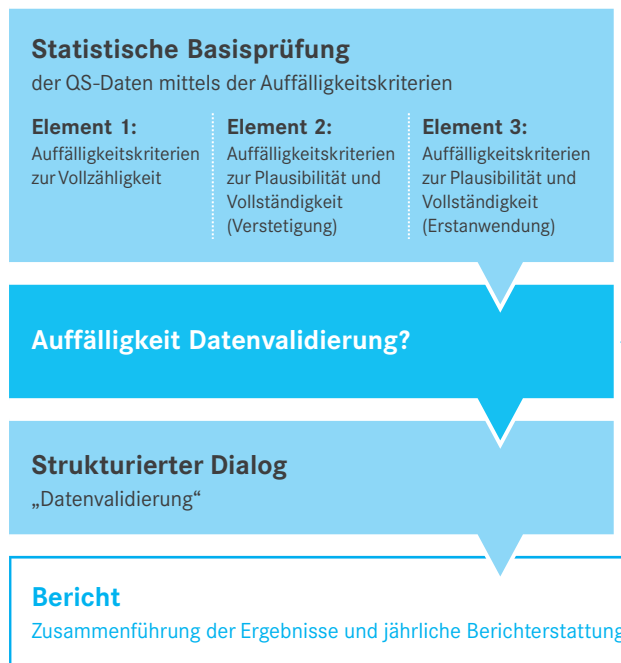 Statistische Basisprüfung
der QS-Daten mittels der Auffälligkeitskriterien
Element 1:
Auffälligkeitskriterien
zur Vollzähligkeit
Element 2:
Auffälligkeitskriterien
zur Plausibilität und
Vollständigkeit
(Verstetigung)
Element 3:
Auffälligkeitskriterien
zur Plausibilität und
Vollständigkeit
(Erstanwendung)
Auffälligkeit Datenvalidierung?
Strukturierter Dialog
„Datenvalidierung“
Bericht
Zusammenführung der Ergebnisse und jährliche Berichterstattung